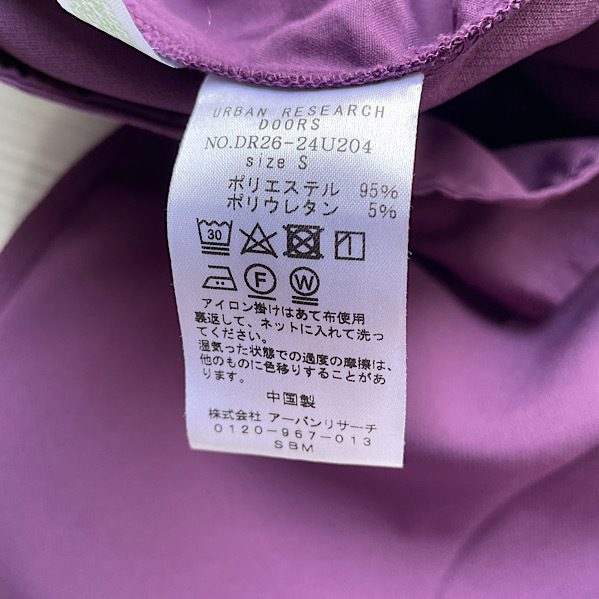 URBAN RESEARCH
DOORS
NO.DR26-24U204
size S
ポリエステル 95%
ポリウレタン 5%
30
F W
アイロン掛けはあて布使用
裏返して、ネットに入れて洗っ
てください。
湿気った状態での過度の摩擦は、
他のものに色移りすることがあ
ります。
中国製
株式会社 アーバンリサーチ
0120-967-013
SBM